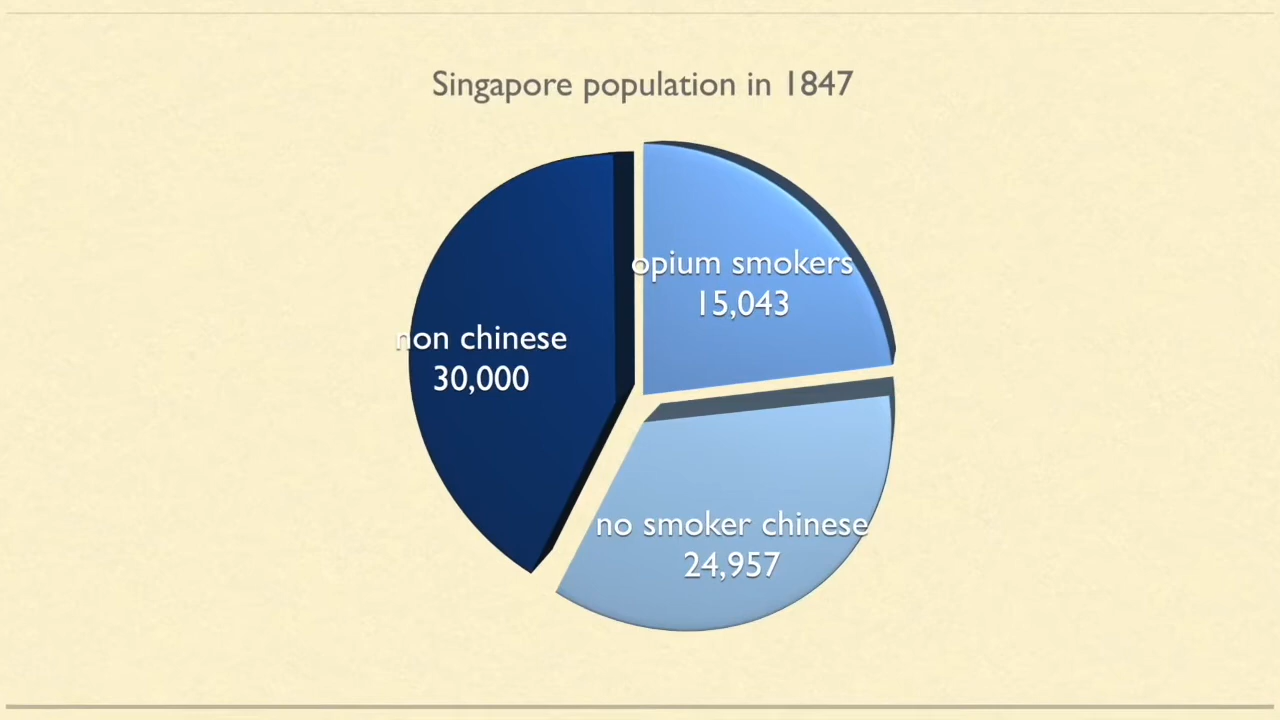 Singapore population in 1847
opium smokers
15,043
non chinese
30,000
no smoker chinese
24,957